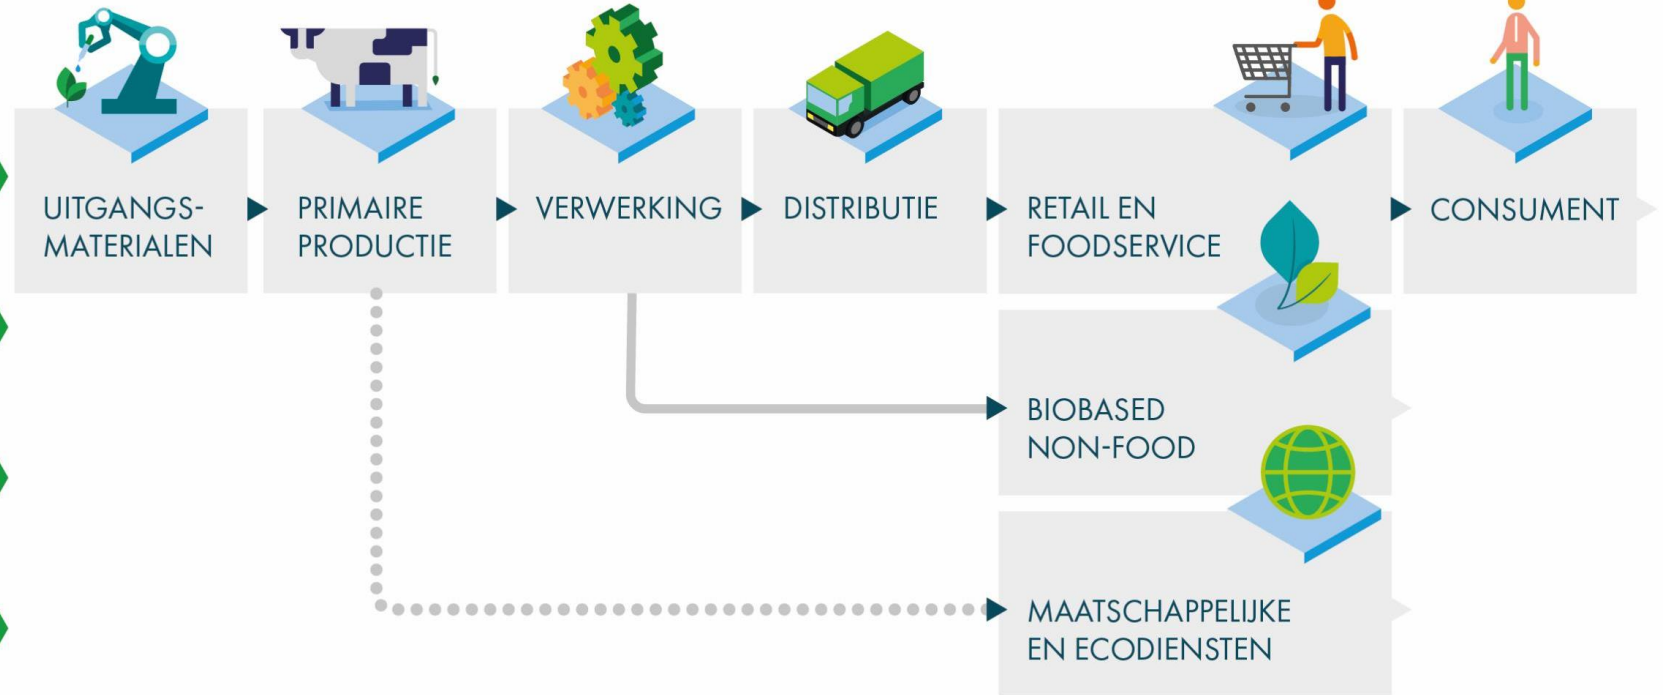 UITGANGS-
MATERIALEN
PRIMAIRE
PRODUCTIE
VERWERKING
DISTRIBUTIE
RETAIL EN
FOODSERVICE
CONSUMENT
BIOBASED
NON-FOOD
MAATSCHAPPELIJKE
EN ECODIENSTEN